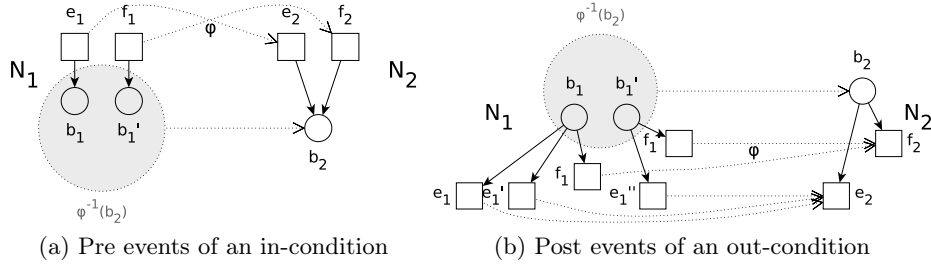 e₁ f₁ e₂ f₂
φ
N₁ N₂
b₁ b₁' b₂
φ⁻¹(b₂)
(a) Pre events of an in-condition
φ⁻¹(b₂)
b₂
b₁ b₁'
N₁ N₂
f₁' f₂
φ
f₁
e₁ e₁' e₁'' e₂
(b) Post events of an out-condition